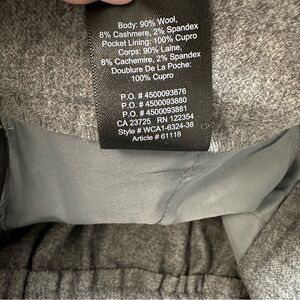 Body: 90% Wool,
8% Cashmere, 2% Spandex
Pocket Lining: 100% Cupro
Corps: 90% Laine,
8% Cachemire, 2% Spandex
Doublure De La Poche:
100% Cupro
P.O. # 4500093876
P.O. # 4500093880
P.O. # 4500093881
CA 23725 RN 122354
Style # WCA1-6324-38
Article # 61118